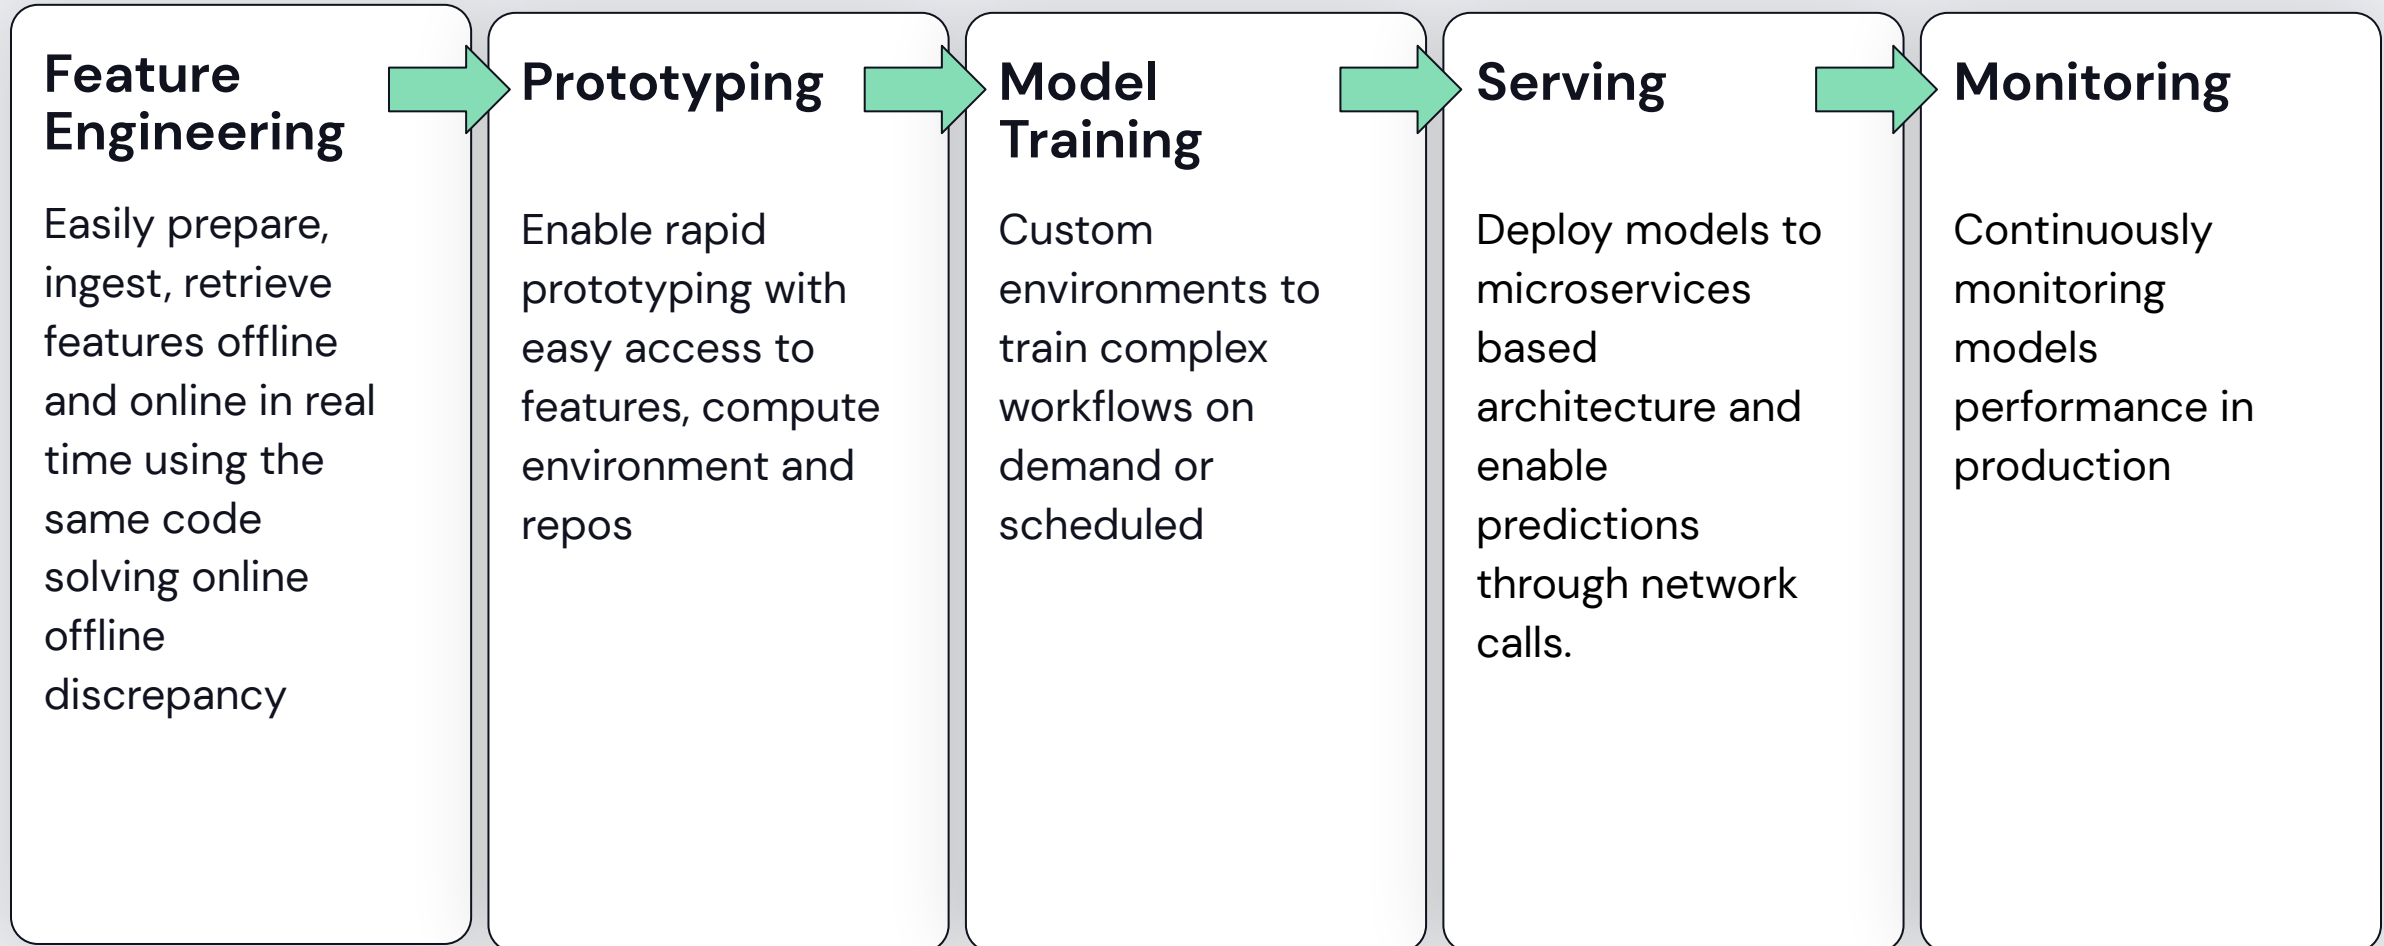 Feature
Engineering
Easily prepare,
ingest, retrieve
features offline
and online in real
time using the
same code
solving online
offline
discrepancy
Prototyping
Enable rapid
prototyping with
easy access to
features, compute
environment and
repos
Model
Training
Custom
environments to
train complex
workflows on
demand or
scheduled
Serving
Deploy models to
microservices
based
architecture and
enable
predictions
through network
calls.
Monitoring
Continuously
monitoring
models
performance in
production